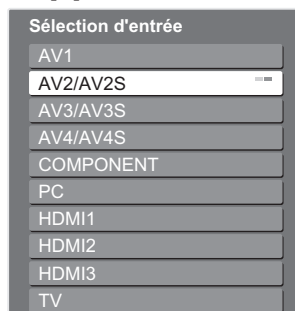 Sélection d'entrée
AV1
AV2/AV2S
AV3/AV3S
AV4/AV4S
COMPONENT
PC
HDMI1
HDMI2
HDMI3
TV